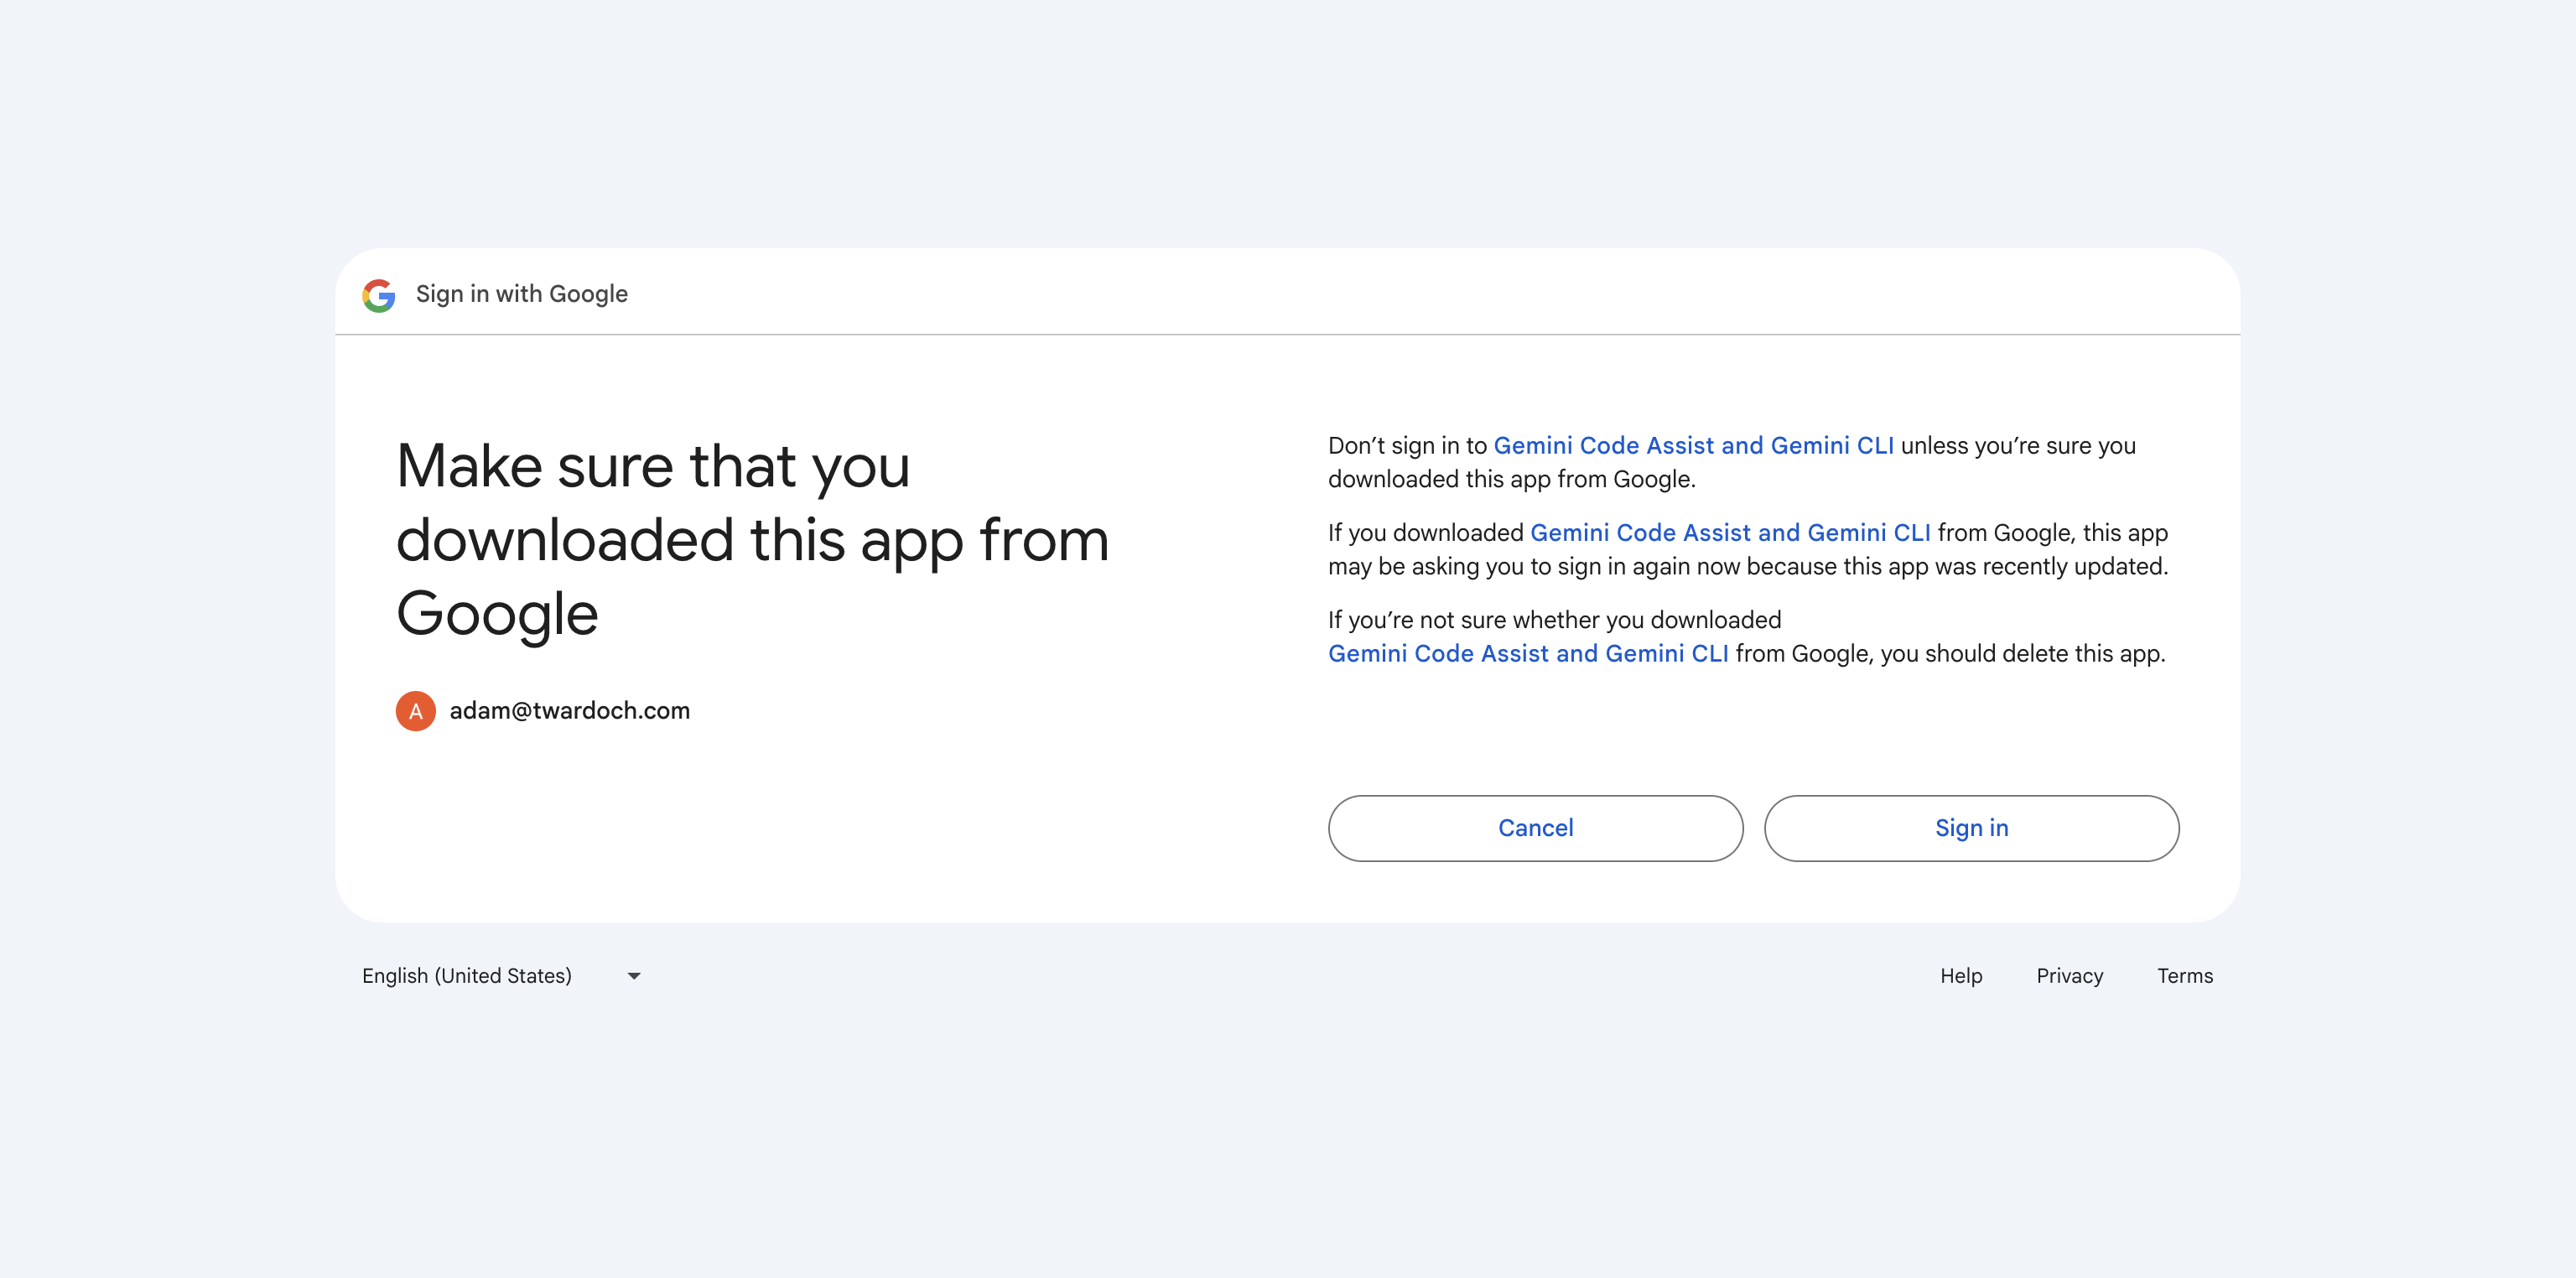 Sign in with Google
Make sure that you
downloaded this app from
Google
A adam@twardoch.com
Don’t sign in to Gemini Code Assist and Gemini CLI unless you’re sure you
downloaded this app from Google.
If you downloaded Gemini Code Assist and Gemini CLI from Google, this app
may be asking you to sign in again now because this app was recently updated.
If you’re not sure whether you downloaded
Gemini Code Assist and Gemini CLI from Google, you should delete this app.
Cancel Sign in
English (United States) Help Privacy Terms